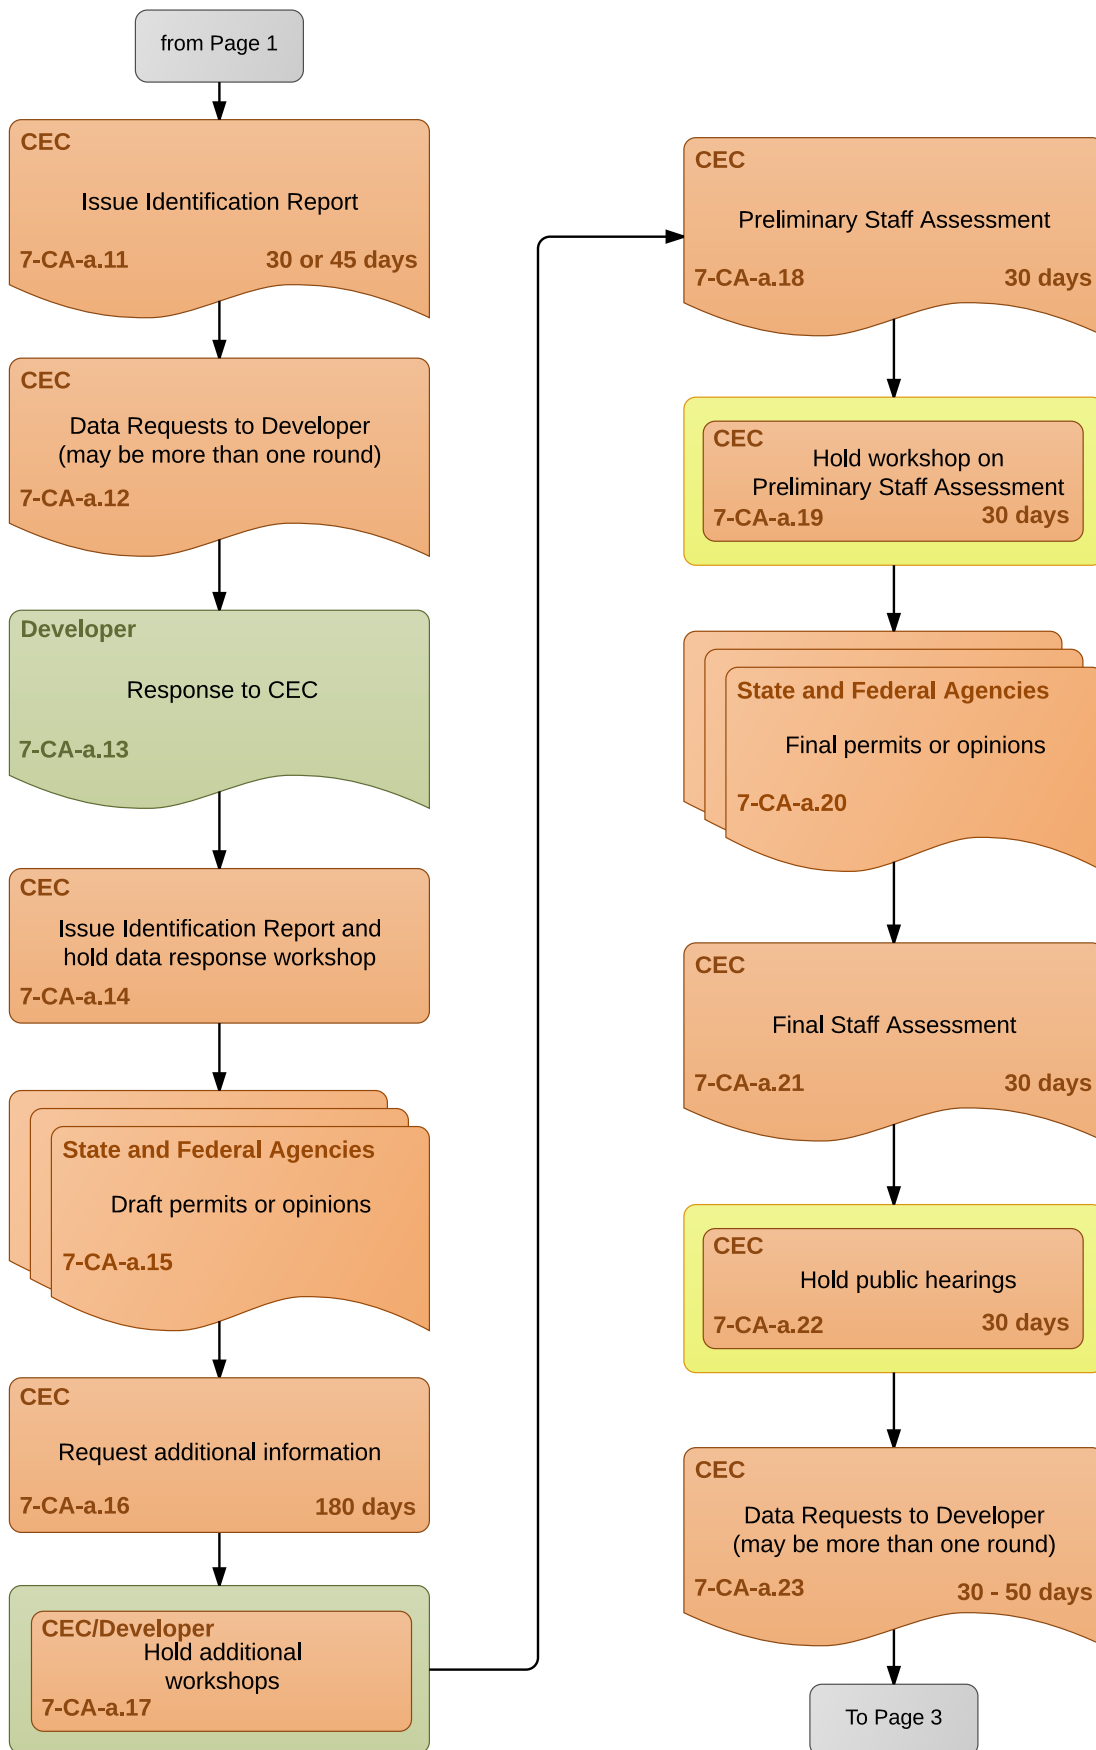 from Page 1
CEC
Issue Identification Report
7-CA-a.11 30 or 45 days
CEC
Data Requests to Developer
(may be more than one round)
7-CA-a.12
Developer
Response to CEC
7-CA-a.13
CEC
Issue Identification Report and
hold data response workshop
7-CA-a.14
State and Federal Agencies
Draft permits or opinions
7-CA-a.15
CEC
Request additional information
7-CA-a.16 180 days
CEC/Developer
Hold additional
workshops
7-CA-a.17
CEC
Preliminary Staff Assessment
7-CA-a.18 30 days
CEC
Hold workshop on
Preliminary Staff Assessment
7-CA-a.19 30 days
State and Federal Agencies
Final permits or opinions
7-CA-a.20
CEC
Final Staff Assessment
7-CA-a.21 30 days
CEC
Hold public hearings
7-CA-a.22 30 days
CEC
Data Requests to Developer
(may be more than one round)
7-CA-a.23 30 - 50 days
To Page 3